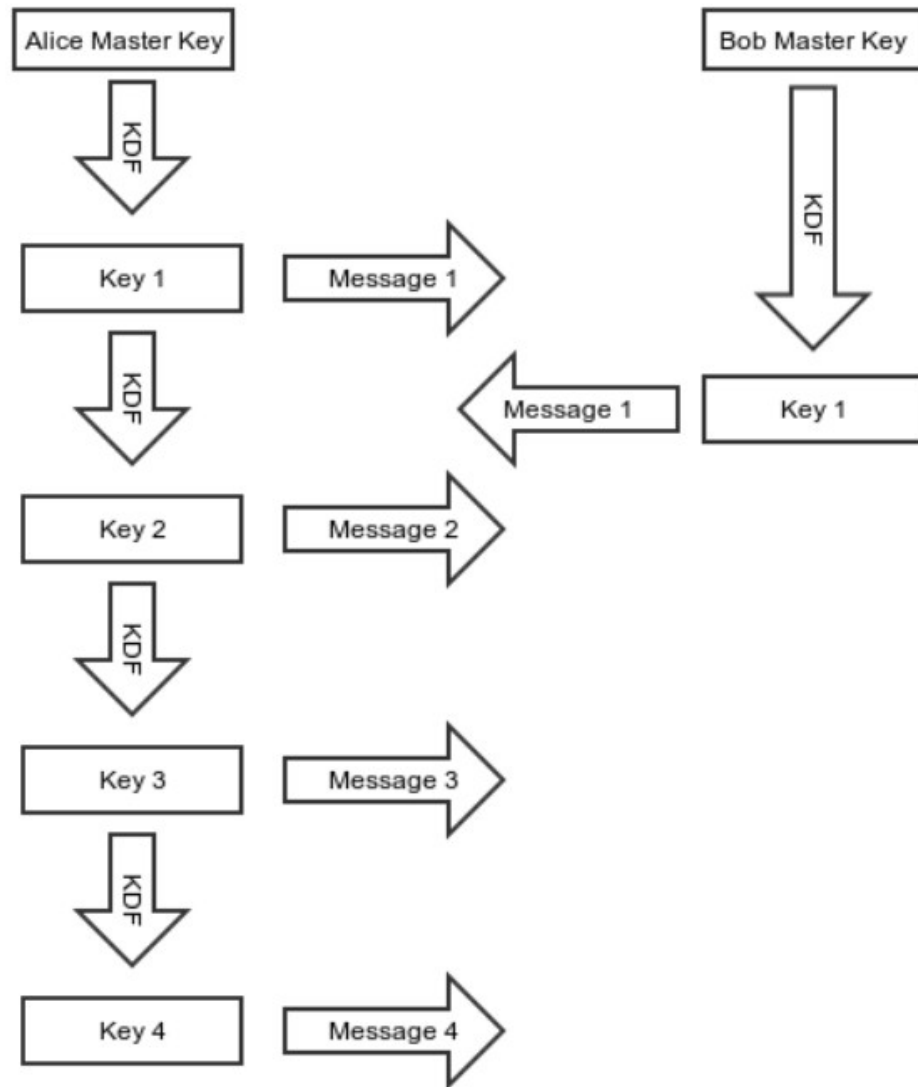 Alice Master Key
Bob Master Key
KDF
KDF
Key 1
Message 1
KDF
Message 1
Key 1
Key 2
Message 2
KDF
Key 3
Message 3
KDF
Key 4
Message 4